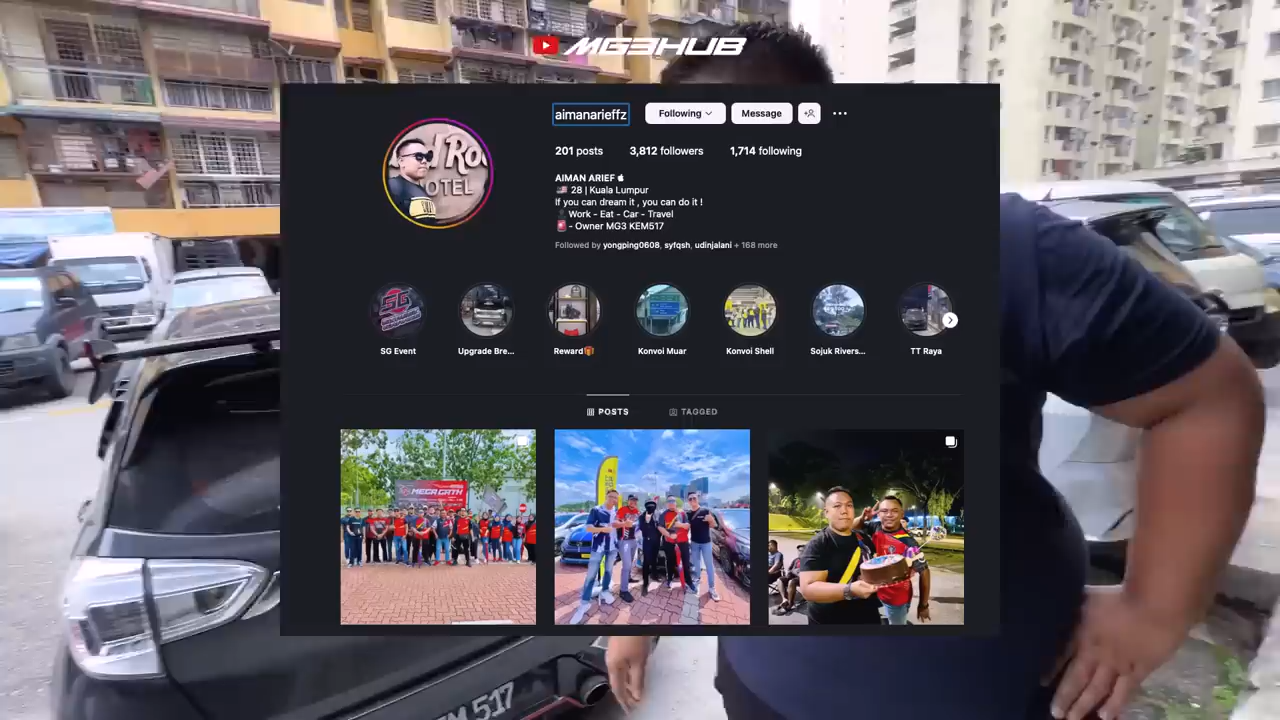 MG3HUB
aimanarieffz
Following
Message
201 posts
3,812 followers
1,714 following
AIMAN ARIEF
28 | Kuala Lumpur
If you can dream it , you can do it !
Work - Eat - Car - Travel
- Owner MG3 KEM517
Followed by yongping0608, syfqsh, udinjalani + 168 more
HOTEL
SG
SG Event
Upgrade Bre...
Reward
Konvoi Muar
Konvoi Shell
Sojuk Rivers...
TT Raya
POSTS
TAGGED
MEGA GATH
517